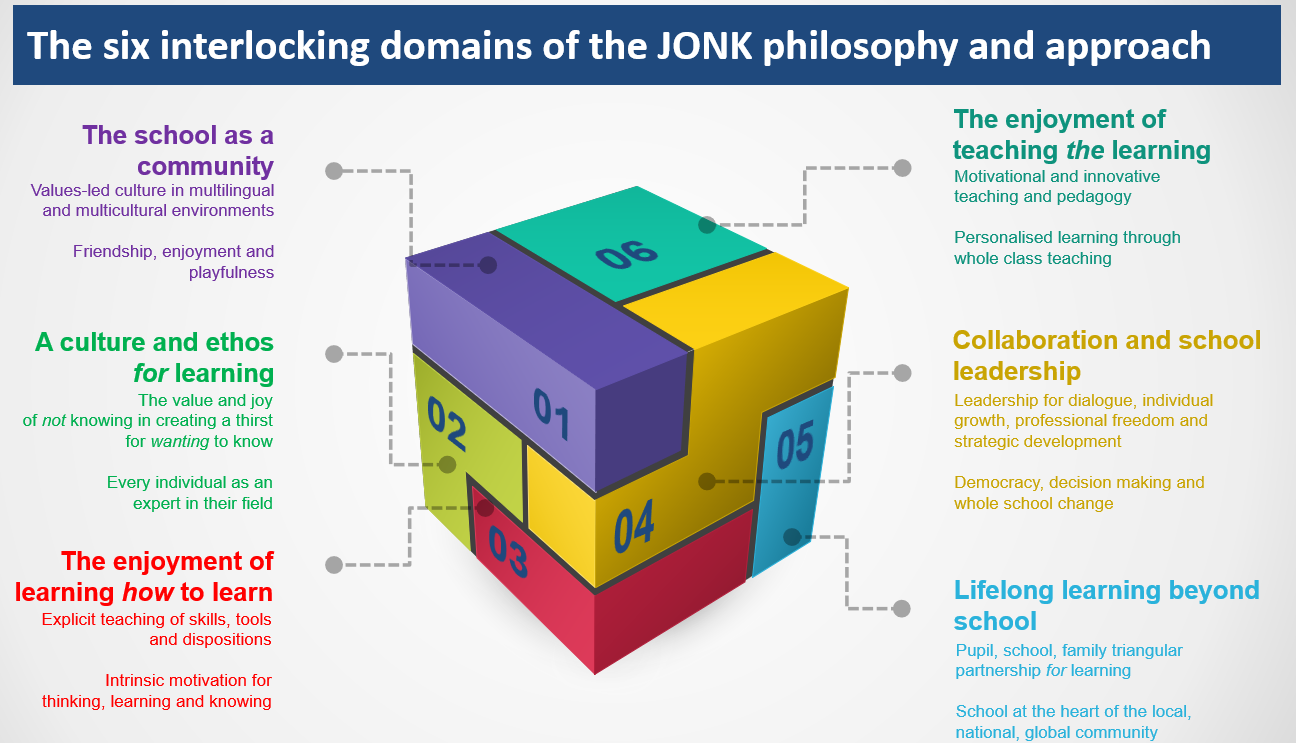 The six interlocking domains of the JONK philosophy and approach
The school as a
community
Values-led culture in multilingual
and multicultural environments
Friendship, enjoyment and
playfulness
A culture and ethos
for learning
The value and joy
of not knowing in creating a thirst
for wanting to know
Every individual as an
expert in their field
The enjoyment of
learning how to learn
Explicit teaching of skills, tools
and dispositions
Intrinsic motivation for
thinking, learning and knowing
06
01
02
05
04
03
The enjoyment of
teaching the learning
Motivational and innovative
teaching and pedagogy
Personalised learning through
whole class teaching
Collaboration and school
leadership
Leadership for dialogue, individual
growth, professional freedom and
strategic development
Democracy, decision making and
whole school change
Lifelong learning beyond
school
Pupil, school, family triangular
partnership for learning
School at the heart of the local,
national, global community